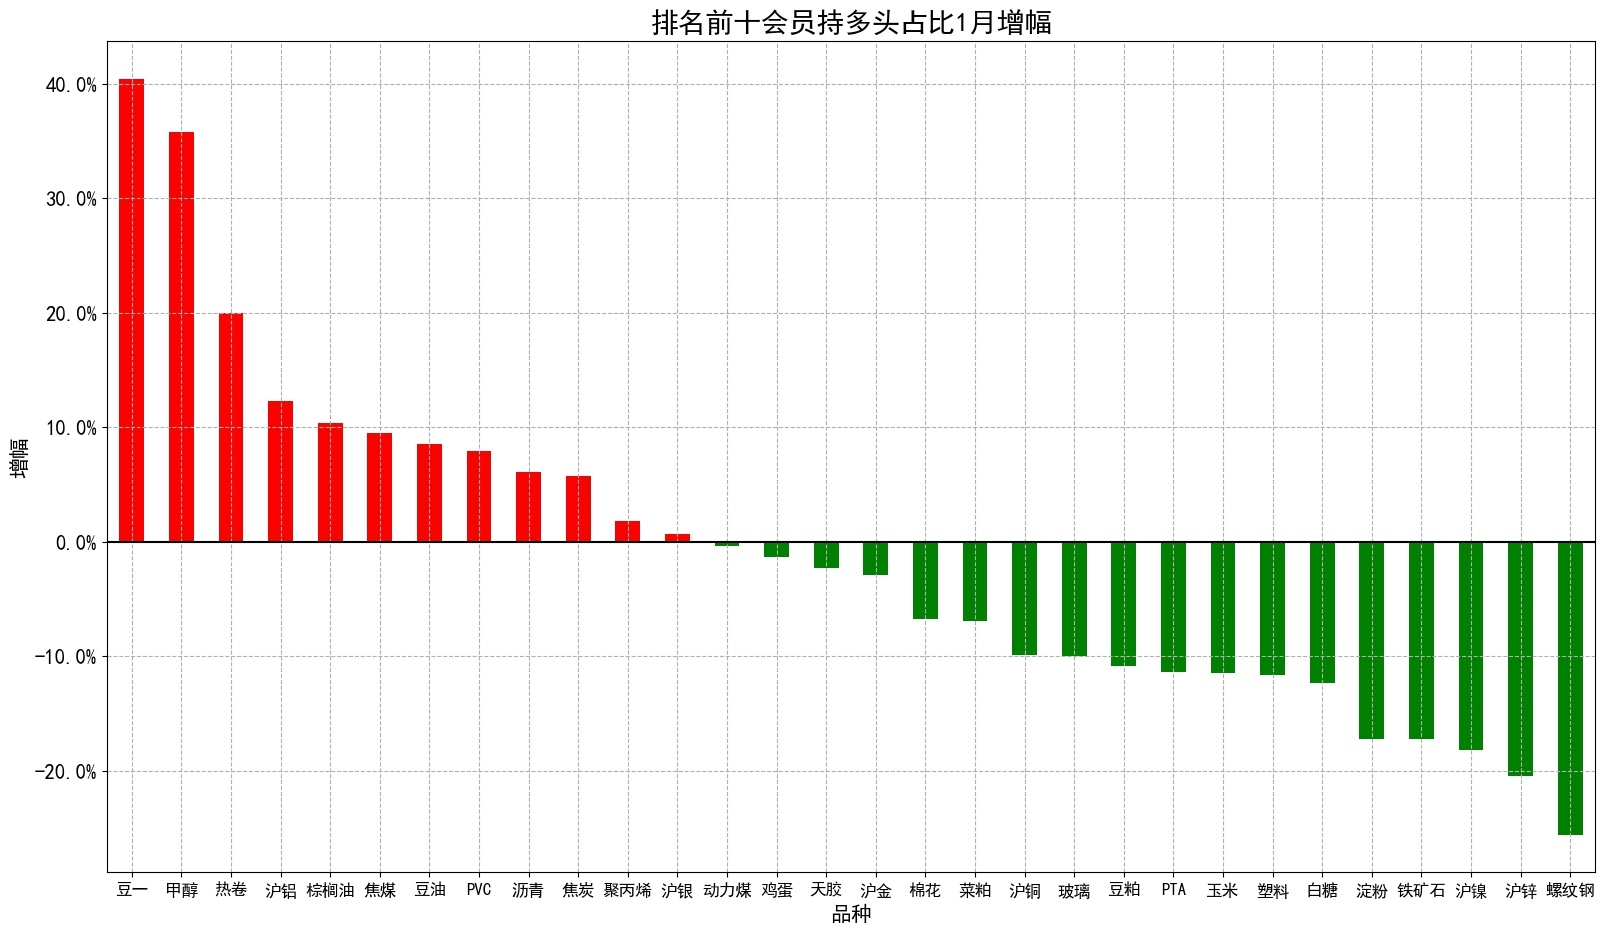 排名前十会员持多头占比1月增幅
40.0%
30.0%
20.0%
10.0%
0.0%
-10.0%
-20.0%
增幅
豆一 甲醇 热卷 沪铝 棕榈油 焦煤 豆油 PVC 沥青 焦炭 聚丙烯 沪银 动力煤 鸡蛋 天胶 沪金 棉花 菜粕 沪铜 玻璃 豆粕 PTA 玉米 塑料 白糖 淀粉 铁矿石 沪镍 沪锌 螺纹钢
品种